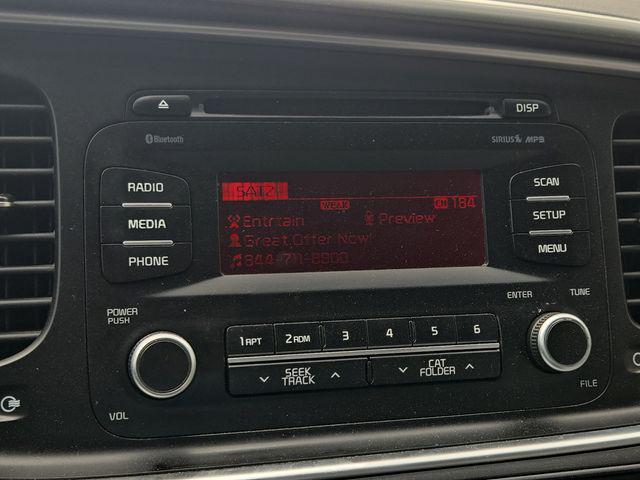 DISP
Bluetooth SIRIUS MP3
RADIO
MEDIA
PHONE
SAT2
WEAK CH 184
Entrtain Preview
Great Offer Now!
844-711-8800
SCAN
SETUP
MENU
POWER
PUSH
VOL
1 RPT 2 RDM 3 4 5 6
SEEK
TRACK
CAT
FOLDER
ENTER TUNE
FILE